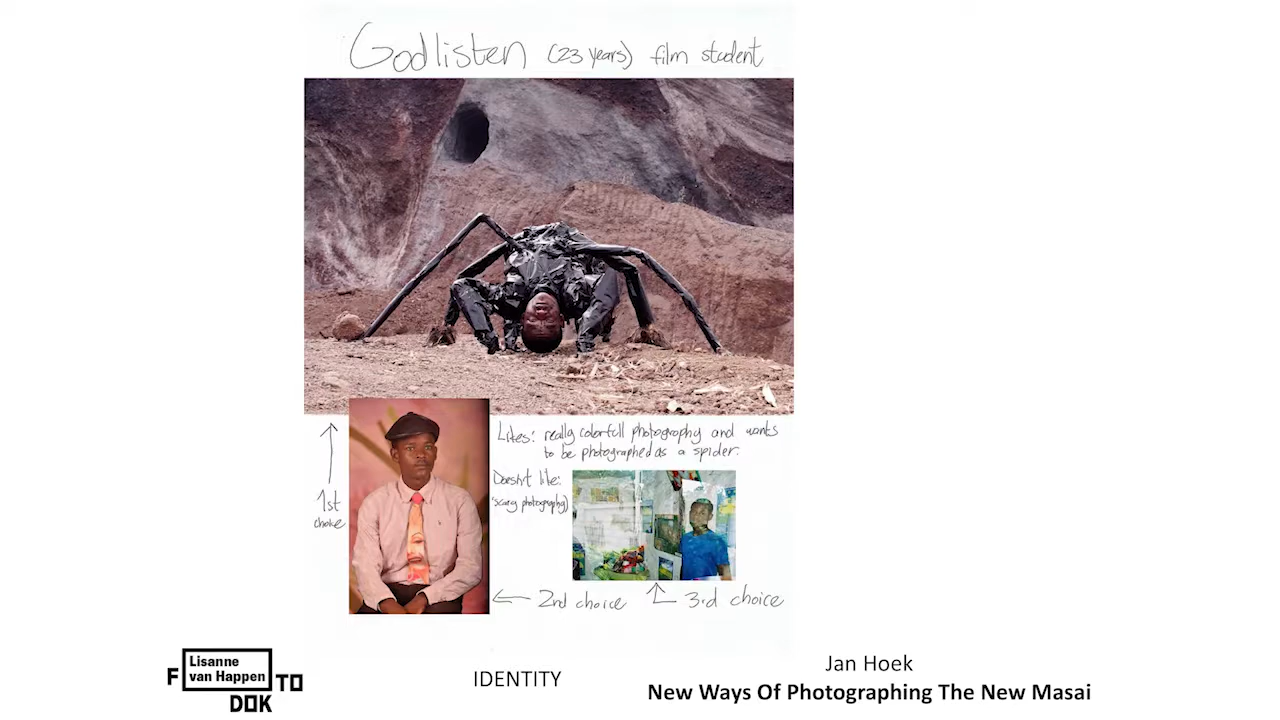 Godlisten (23 years) film student
Likes: really colorfull photography and wants
to be photographed as a spider.
Doesn't like:
'scary photography)
1st
choice
2nd choice
3rd choice
Lisanne
van Happen
F TO
DOK
IDENTITY
Jan Hoek
New Ways Of Photographing The New Masai